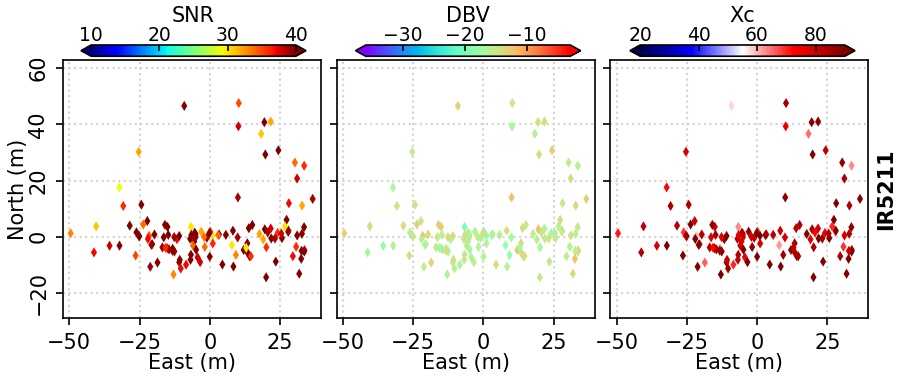 SNR DBV Xc
10 20 30 40 −30 −20 −10 20 40 60 80
60
40
20
0
−20
North (m)
IR5211
−50 −25 0 25 −50 −25 0 25 −50 −25 0 25
East (m) East (m) East (m)